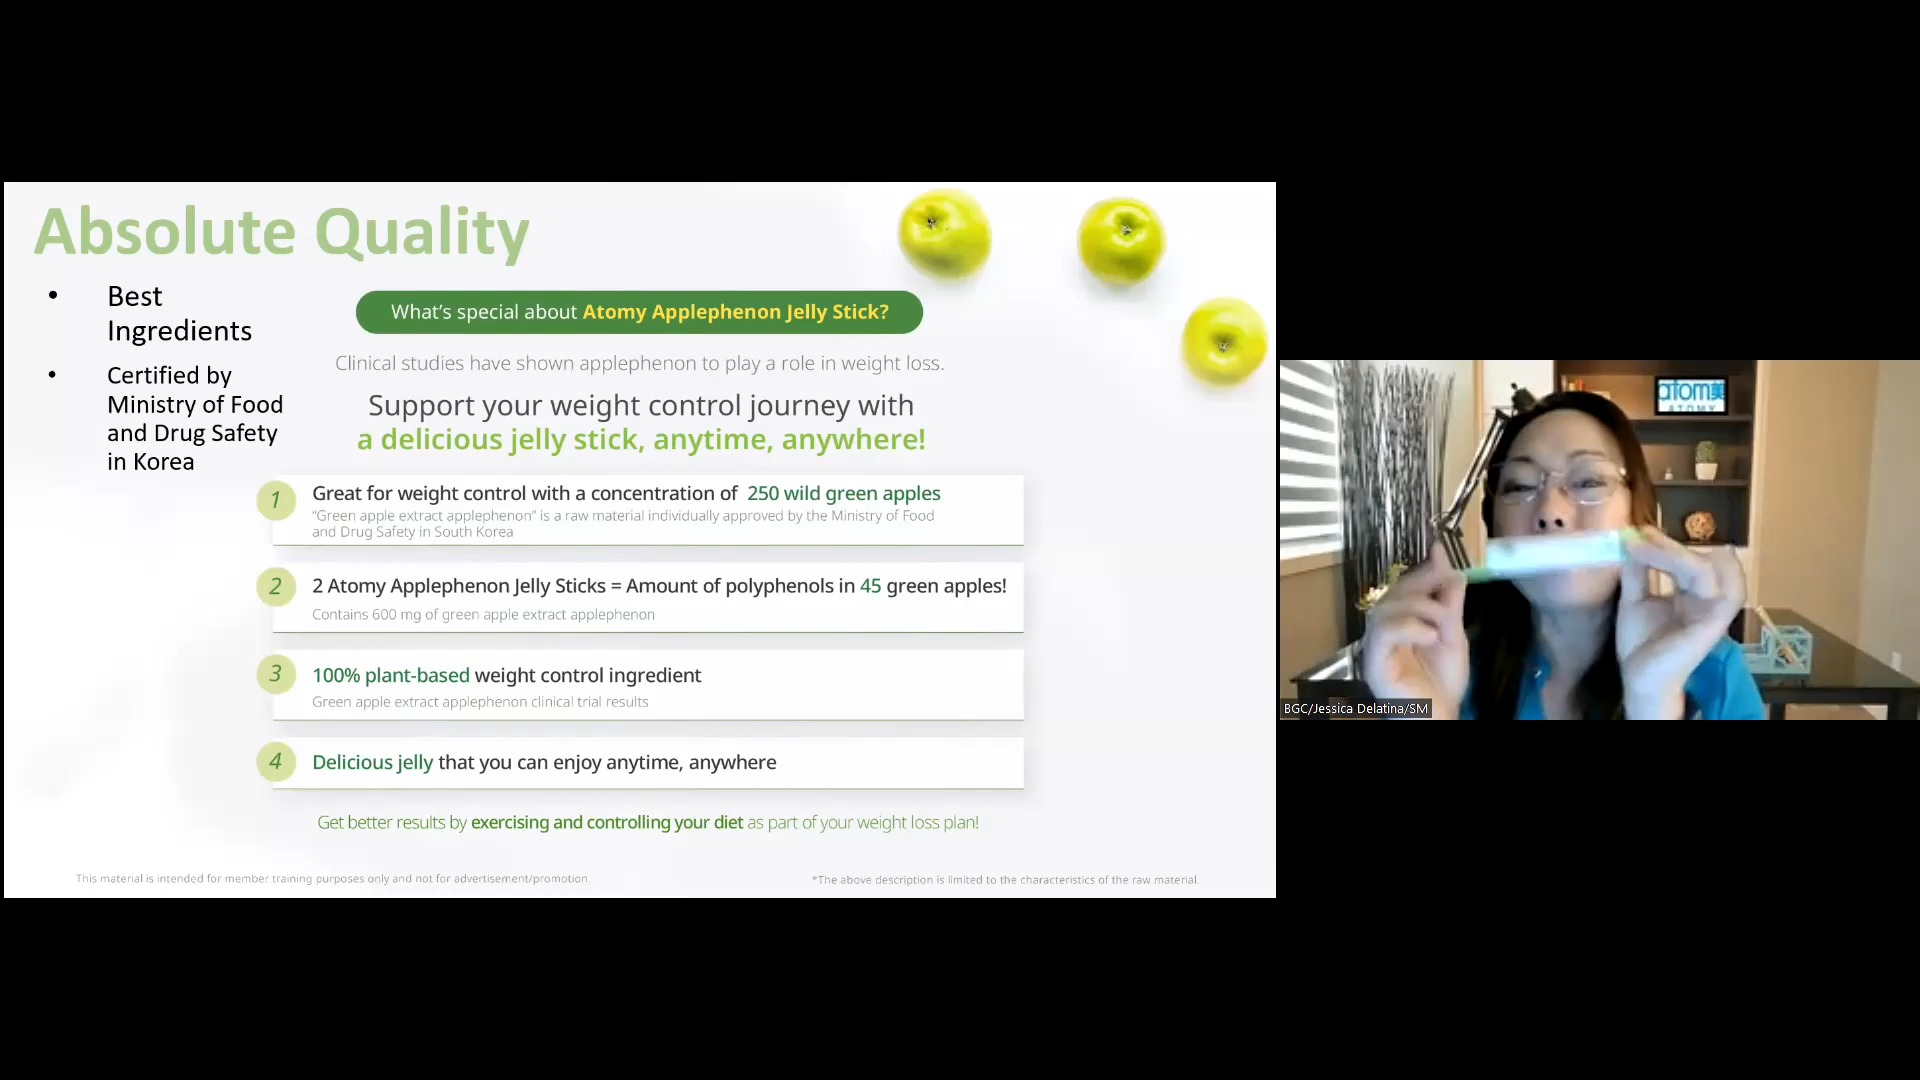 Absolute Quality
• Best
Ingredients
• Certified by
Ministry of Food
and Drug Safety
in Korea
What's special about Atomy Applephenon Jelly Stick?
Clinical studies have shown applephenon to play a role in weight loss.
Support your weight control journey with
a delicious jelly stick, anytime, anywhere!
1
Great for weight control with a concentration of 250 wild green apples
"Green apple extract applephenon" is a raw material individually approved by the Ministry of Food
and Drug Safety in South Korea
2
2 Atomy Applephenon Jelly Sticks = Amount of polyphenols in 45 green apples!
Contains 600 mg of green apple extract applephenon
3
100% plant-based weight control ingredient
Green apple extract applephenon clinical trial results
4
Delicious jelly that you can enjoy anytime, anywhere
Get better results by exercising and controlling your diet as part of your weight loss plan!
This material is intended for member training purposes only and not for advertisement/promotion.
*The above description is limited to the characteristics of the raw material.
atom美
ATOMY
BGC/Jessica Delatina/SM